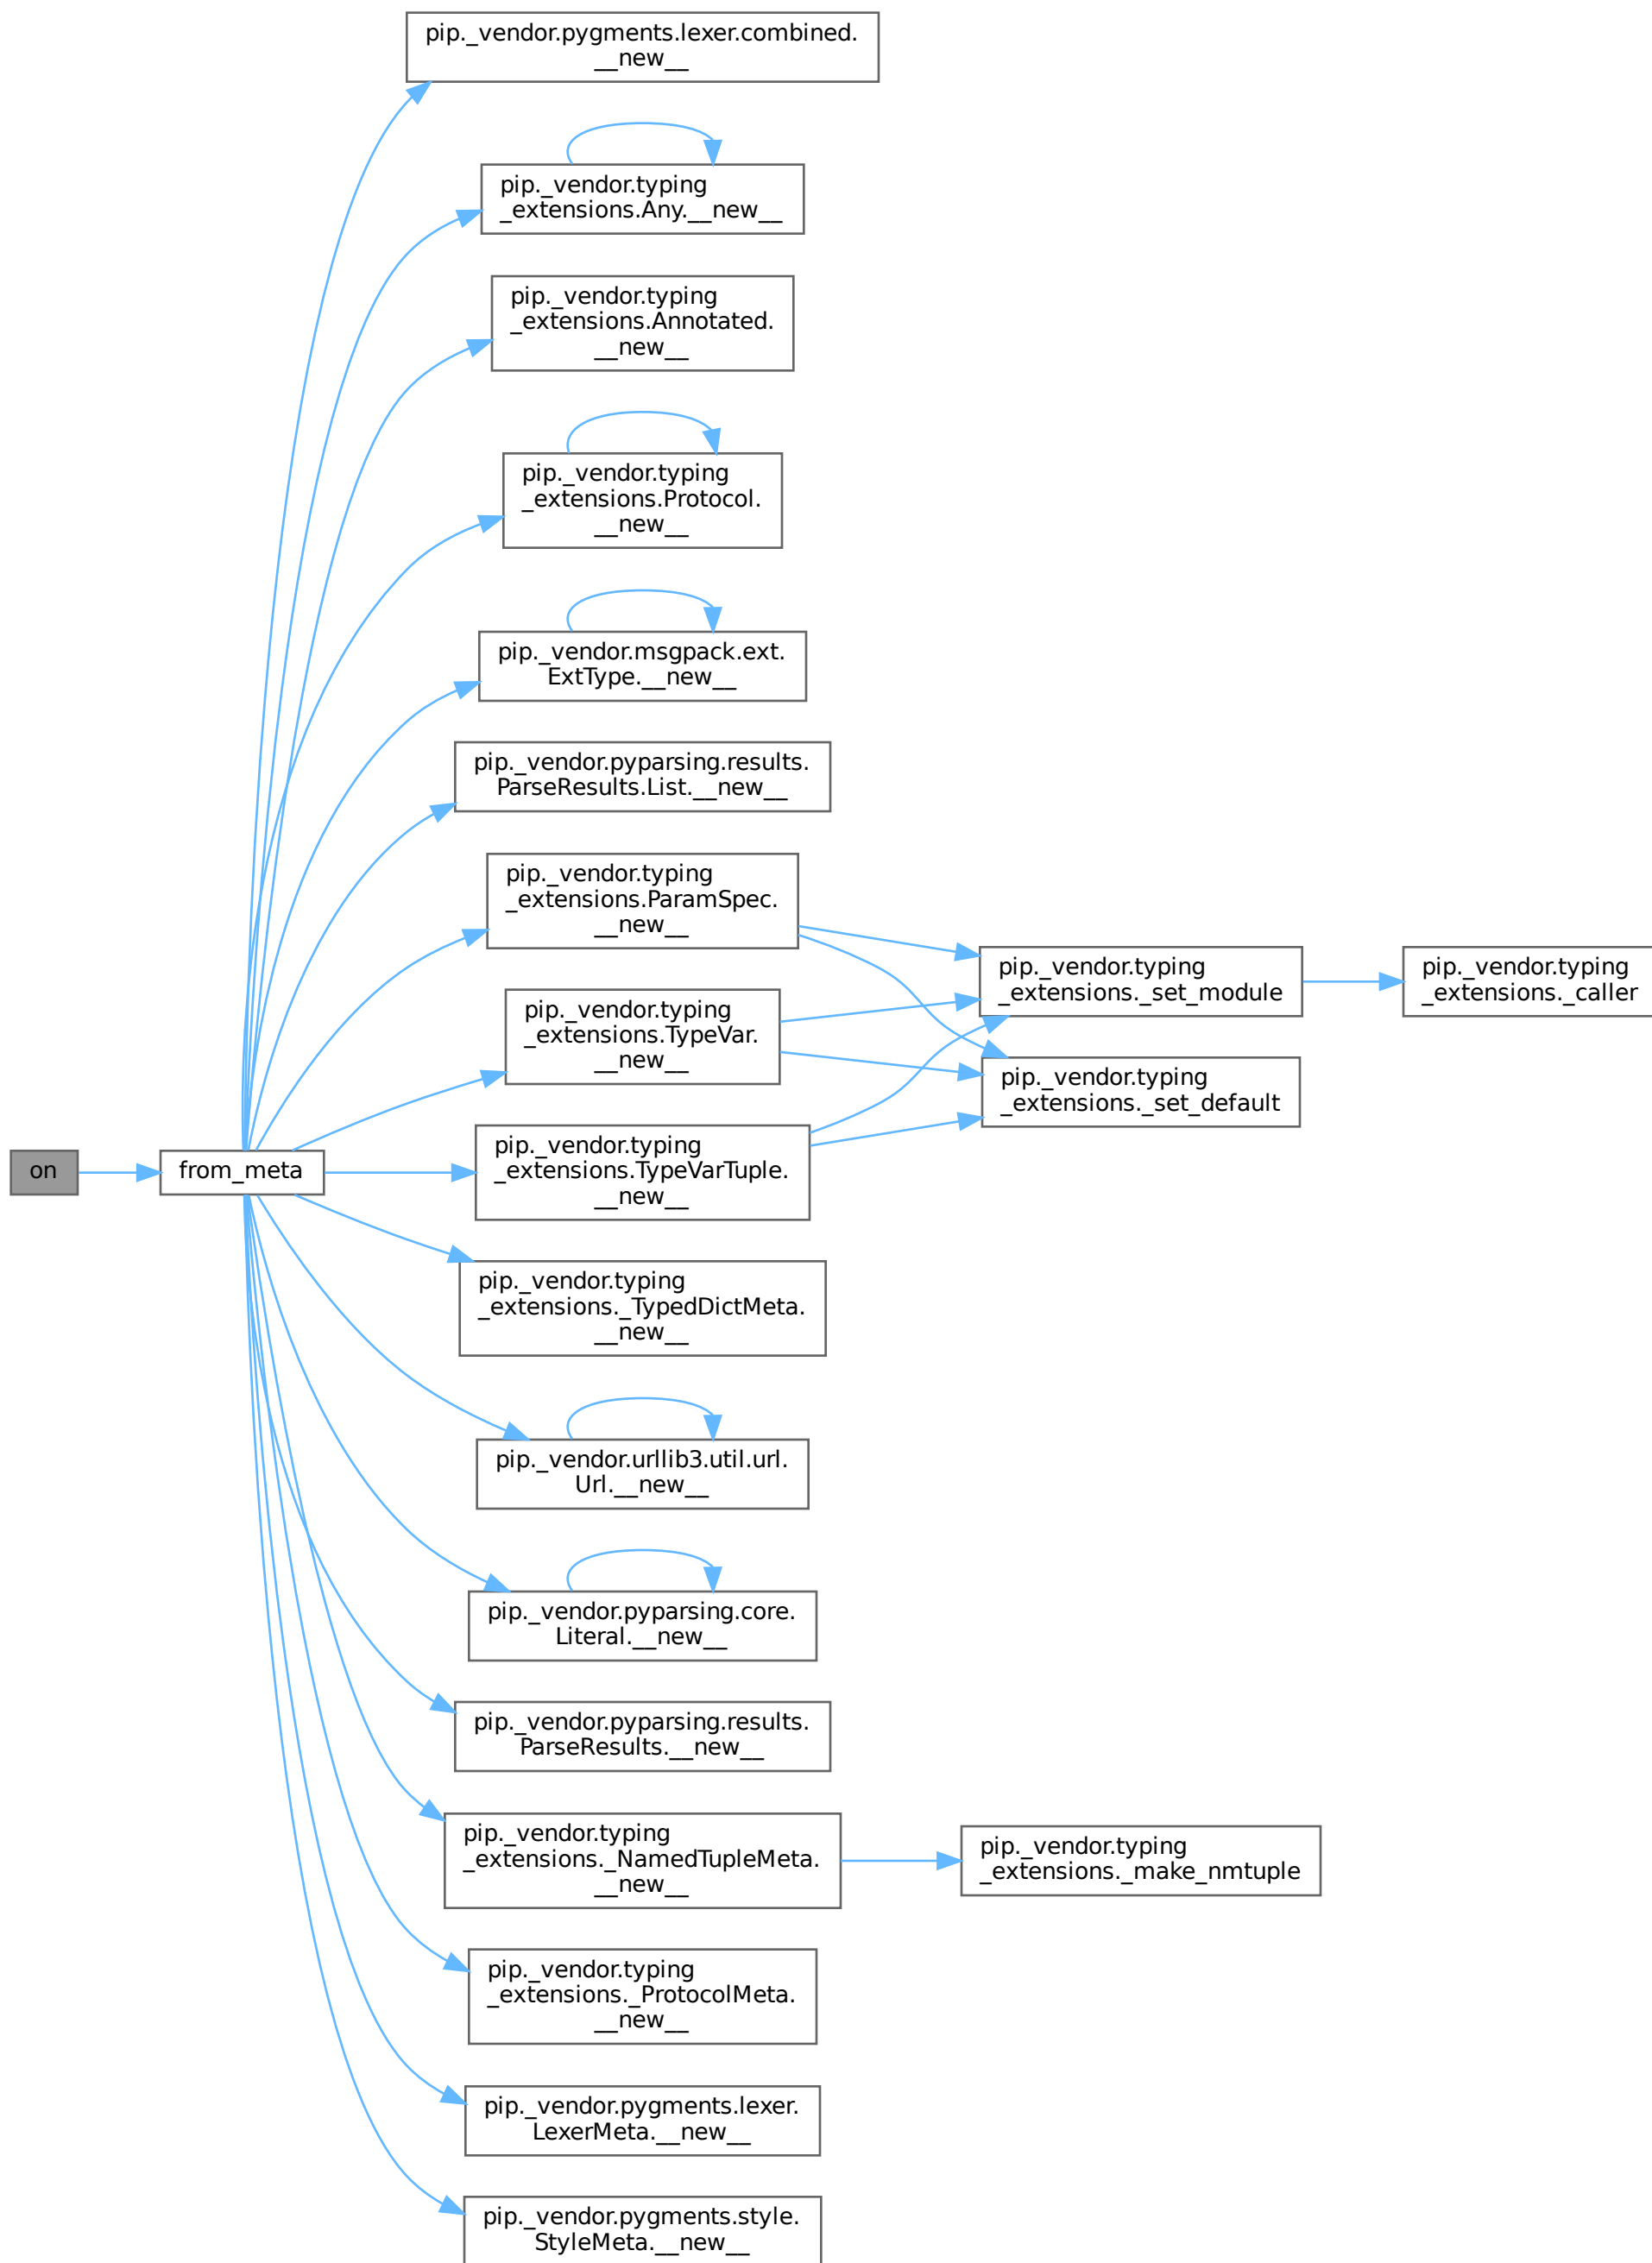 pip._vendor.pygments.lexer.combined.
__new__
pip._vendor.typing
_extensions.Any.__new__
pip._vendor.typing
_extensions.Annotated.
__new__
pip._vendor.typing
_extensions.Protocol.
__new__
pip._vendor.msgpack.ext.
ExtType.__new__
pip._vendor.pyparsing.results.
ParseResults.List.__new__
pip._vendor.typing
_extensions.ParamSpec.
__new__
pip._vendor.typing
_extensions._set_module
pip._vendor.typing
_extensions._caller
pip._vendor.typing
_extensions.TypeVar.
__new__
pip._vendor.typing
_extensions._set_default
on
from_meta
pip._vendor.typing
_extensions.TypeVarTuple.
__new__
pip._vendor.typing
_extensions._TypedDictMeta.
__new__
pip._vendor.urllib3.util.url.
Url.__new__
pip._vendor.pyparsing.core.
Literal.__new__
pip._vendor.pyparsing.results.
ParseResults.__new__
pip._vendor.typing
_extensions._NamedTupleMeta.
__new__
pip._vendor.typing
_extensions._make_nmtuple
pip._vendor.typing
_extensions._ProtocolMeta.
__new__
pip._vendor.pygments.lexer.
LexerMeta.__new__
pip._vendor.pygments.style.
StyleMeta.__new__